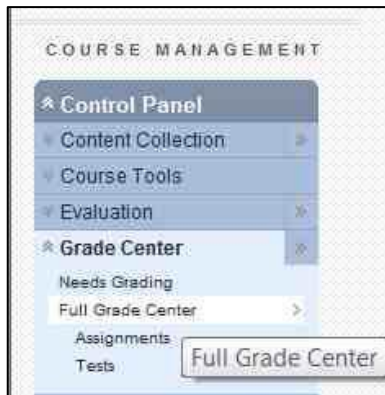 COURSE MANAGEMENT
Control Panel
Content Collection
Course Tools
Evaluation
Grade Center
Needs Grading
Full Grade Center
Assignments
Tests
Full Grade Center